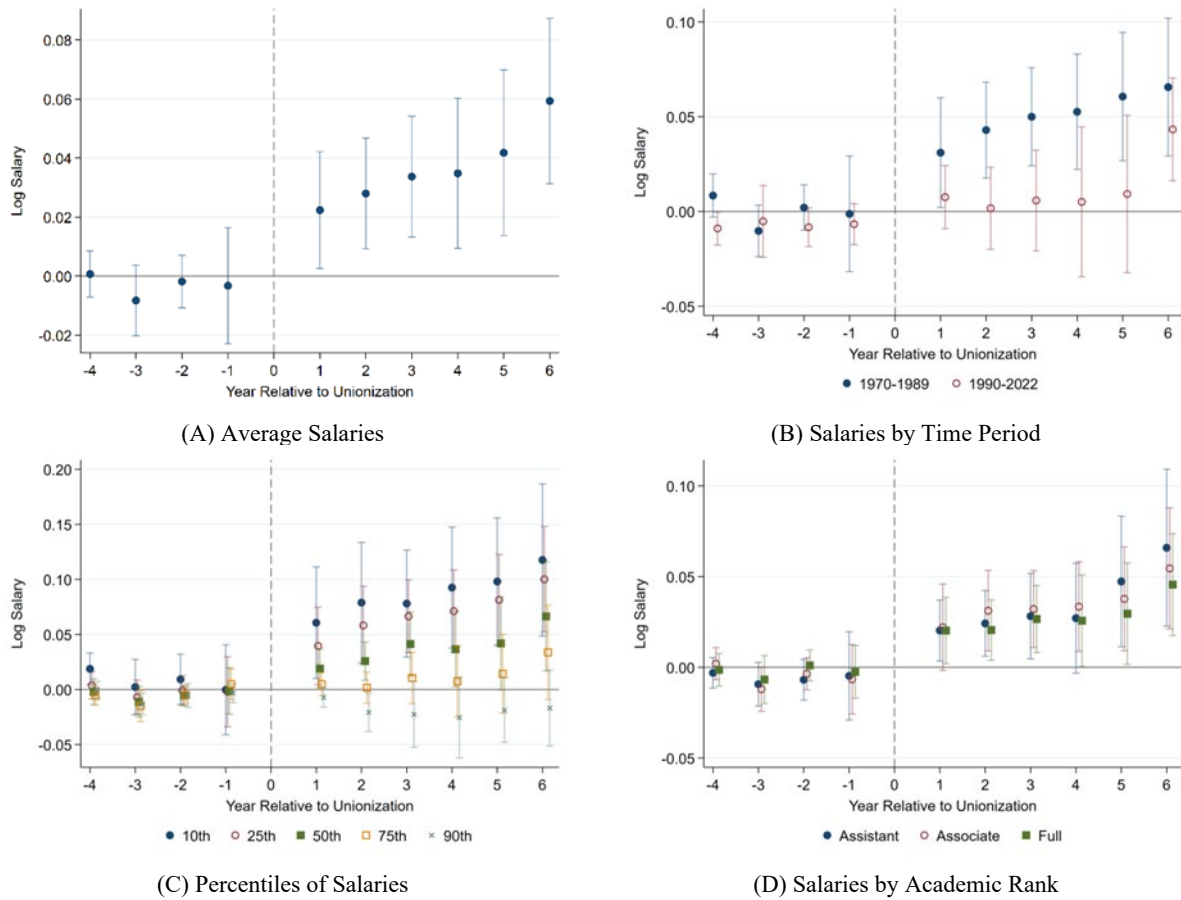 0.08
0.06
0.04
0.02
0.00
-0.02
Log Salary
-4 -3 -2 -1 0 1 2 3 4 5 6
Year Relative to Unionization
(A) Average Salaries
0.10
0.05
0.00
-0.05
Log Salary
-4 -3 -2 -1 0 1 2 3 4 5 6
Year Relative to Unionization
1970-1989 1990-2022
(B) Salaries by Time Period
0.20
0.15
0.10
0.05
0.00
-0.05
Log Salary
-4 -3 -2 -1 0 1 2 3 4 5 6
Year Relative to Unionization
10th 25th 50th 75th 90th
(C) Percentiles of Salaries
0.10
0.05
0.00
-0.05
Log Salary
-4 -3 -2 -1 0 1 2 3 4 5 6
Year Relative to Unionization
Assistant Associate Full
(D) Salaries by Academic Rank